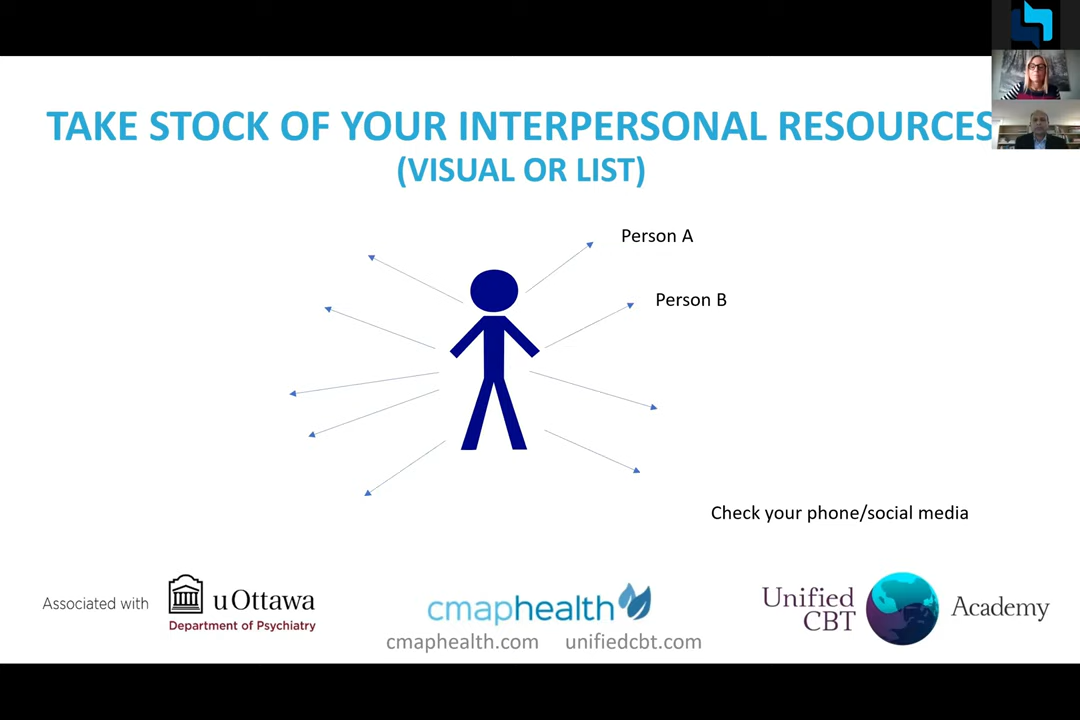 TAKE STOCK OF YOUR INTERPERSONAL RESOURCES
(VISUAL OR LIST)
Person A
Person B
Check your phone/social media
Associated with
uOttawa
Department of Psychiatry
cmaphealth
cmaphealth.com unifiedcbt.com
Unified
CBT
Academy